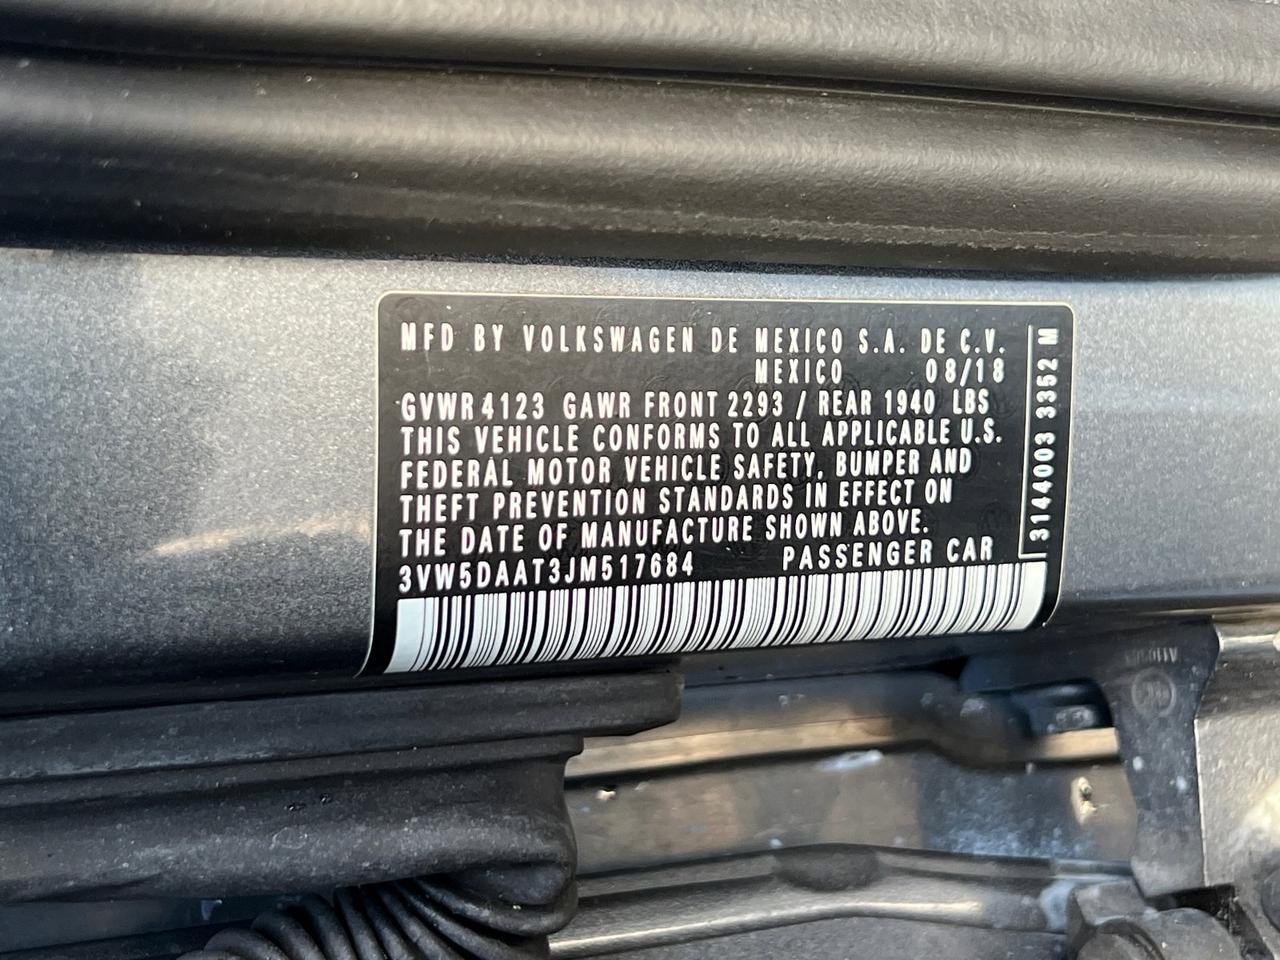 MFD BY VOLKSWAGEN DE MEXICO S.A. DE C.V.
MEXICO 08/18
GVWR 4123 GAWR FRONT 2293 / REAR 1940 LBS
THIS VEHICLE CONFORMS TO ALL APPLICABLE U.S.
FEDERAL MOTOR VEHICLE SAFETY, BUMPER AND
THEFT PREVENTION STANDARDS IN EFFECT ON
THE DATE OF MANUFACTURE SHOWN ABOVE.
3VW5DAAT3JM517684 PASSENGER CAR
3144003 3352 M